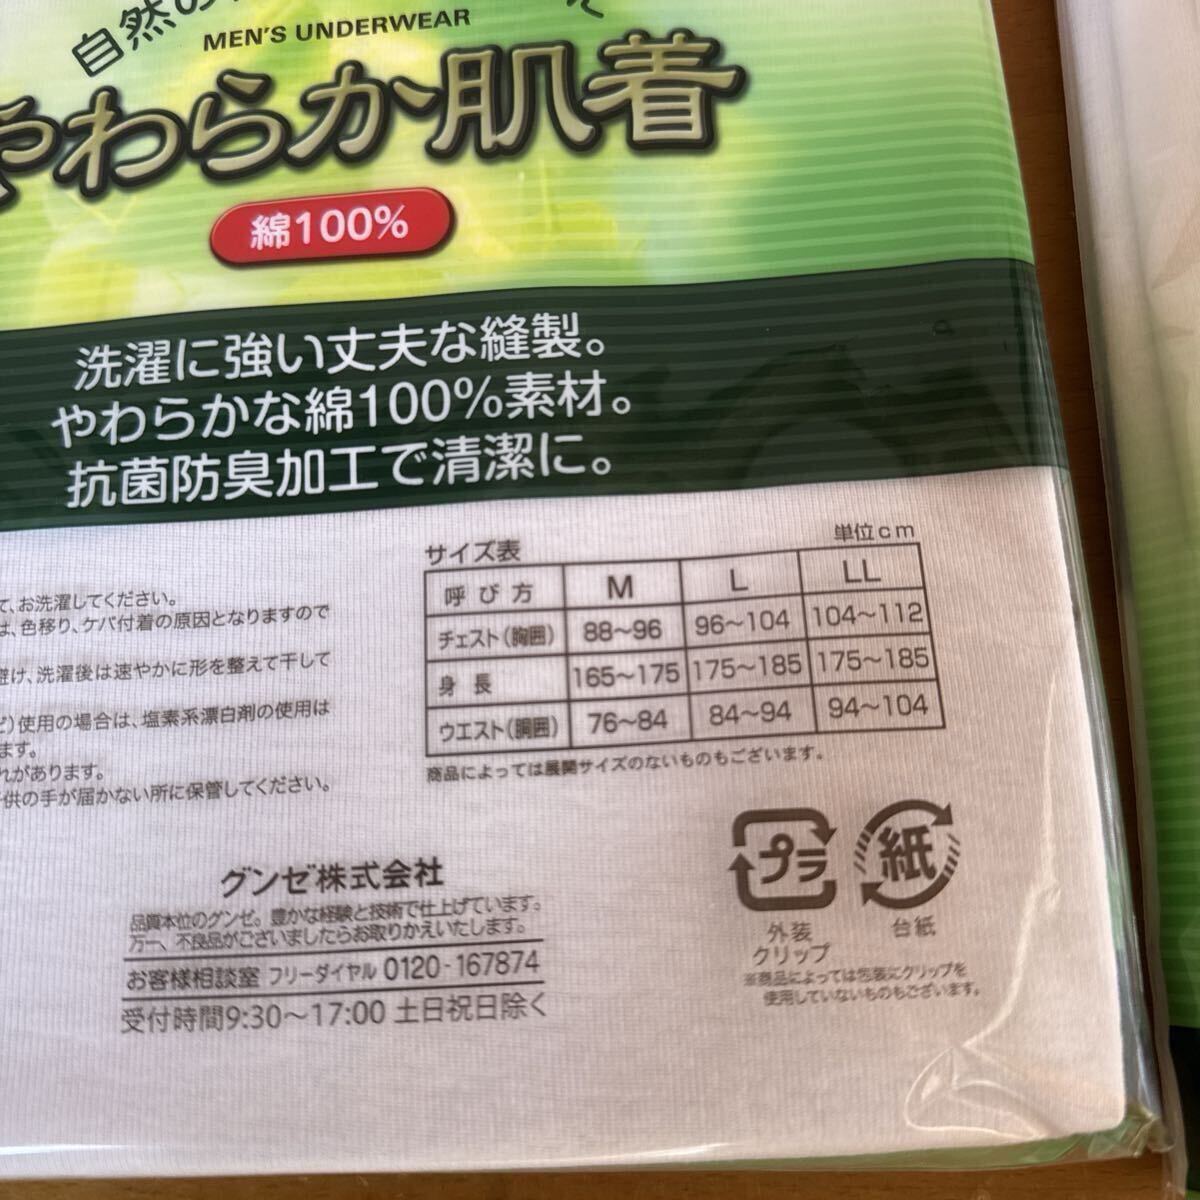 自然の
MEN'S UNDERWEAR
やわらか肌着
綿100%
洗濯に強い丈夫な縫製。
やわらかな綿100%素材。
抗菌防臭加工で清潔に。
て、お洗濯してください。
は、色移り、ケバ付着の原因となりますので
避け、洗濯後は速やかに形を整えて干して
ど)使用の場合は、塩素系漂白剤の使用は
ます。
れがあります。
供の手が届かない所に保管してください。
サイズ表 単位cm
呼び方 M L LL
チェスト(胸囲) 88〜96 96〜104 104〜112
身長 165〜175 175〜185 175〜185
ウエスト(胴囲) 76〜84 84〜94 94〜104
商品によっては展開サイズのないものもございます。
グンゼ株式会社
品質本位のグンゼ。豊かな経験と技術で仕上げています。
万一、不良品がございましたらお取りかえいたします。
お客様相談室 フリーダイヤル 0120-167874
受付時間9:30〜17:00 土日祝日除く
プラ
外装
クリップ
紙
台紙
※商品によっては包装にクリップを
使用していないものもございます。